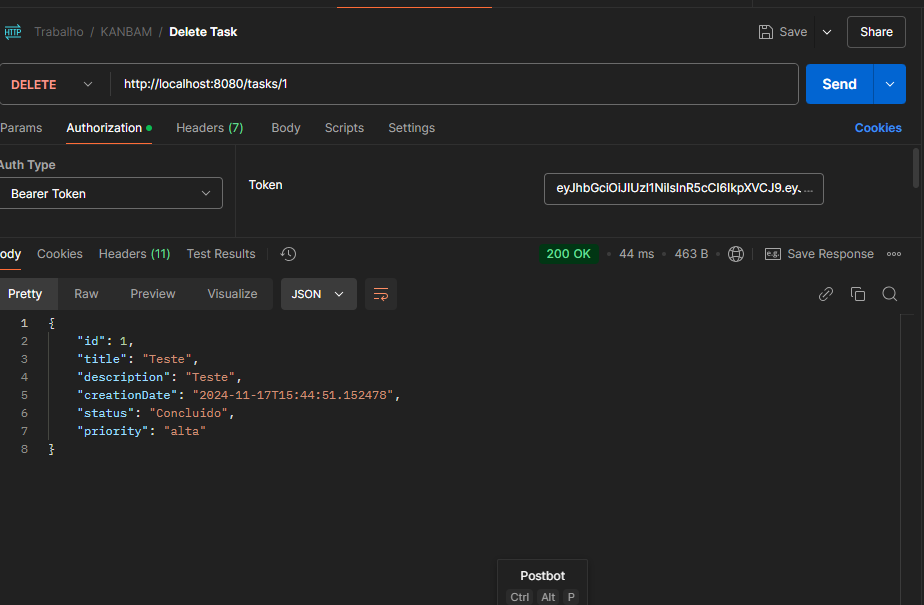 HTTP Trabalho / KANBAM / Delete Task Save Share
DELETE http://localhost:8080/tasks/1 Send
Params Authorization Headers (7) Body Scripts Settings Cookies
Auth Type
Bearer Token
Token
ody Cookies Headers (11) Test Results 200 OK 44 ms 463 B e.g. Save Response
Pretty Raw Preview Visualize JSON
1 {
2 "id": 1,
3 "title": "Teste",
4 "description": "Teste",
5 "creationDate": "2024-11-17T15:44:51.152478",
6 "status": "Concluido",
7 "priority": "alta"
8 }
Postbot
Ctrl Alt P